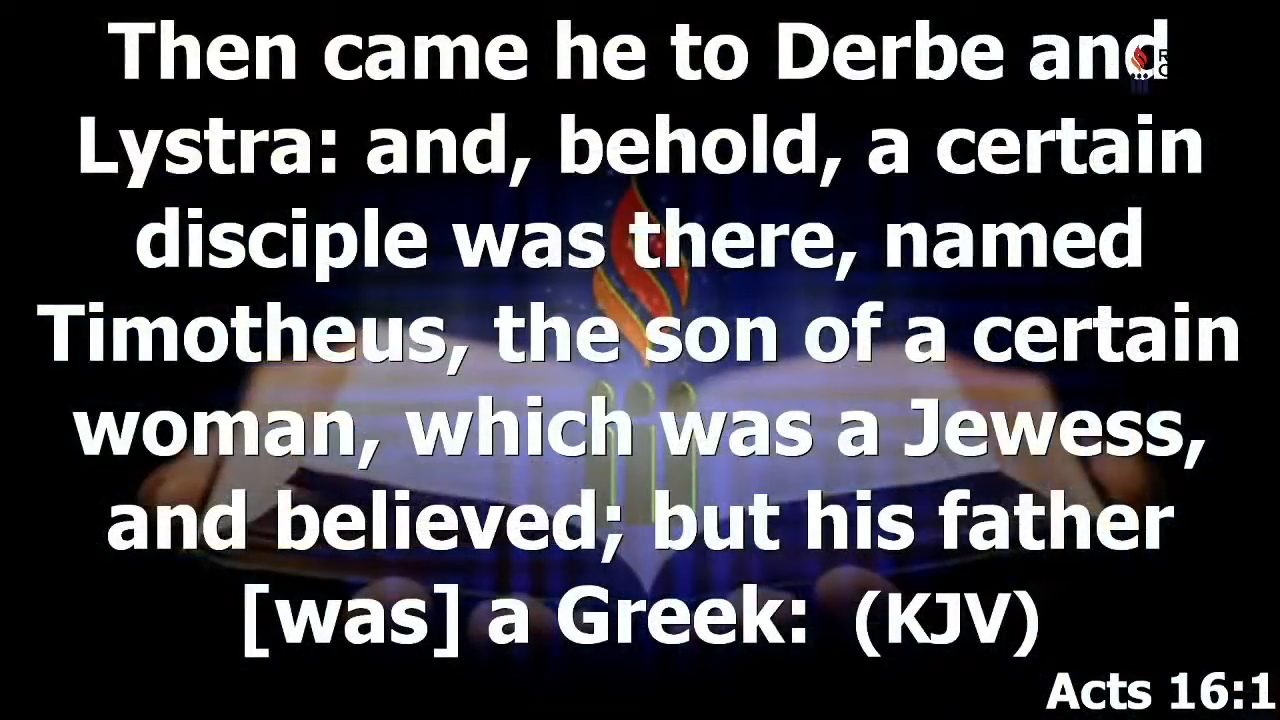 Then came he to Derbe and
Lystra: and, behold, a certain
disciple was there, named
Timotheus, the son of a certain
woman, which was a Jewess,
and believed; but his father
[was] a Greek: (KJV)
Acts 16:1